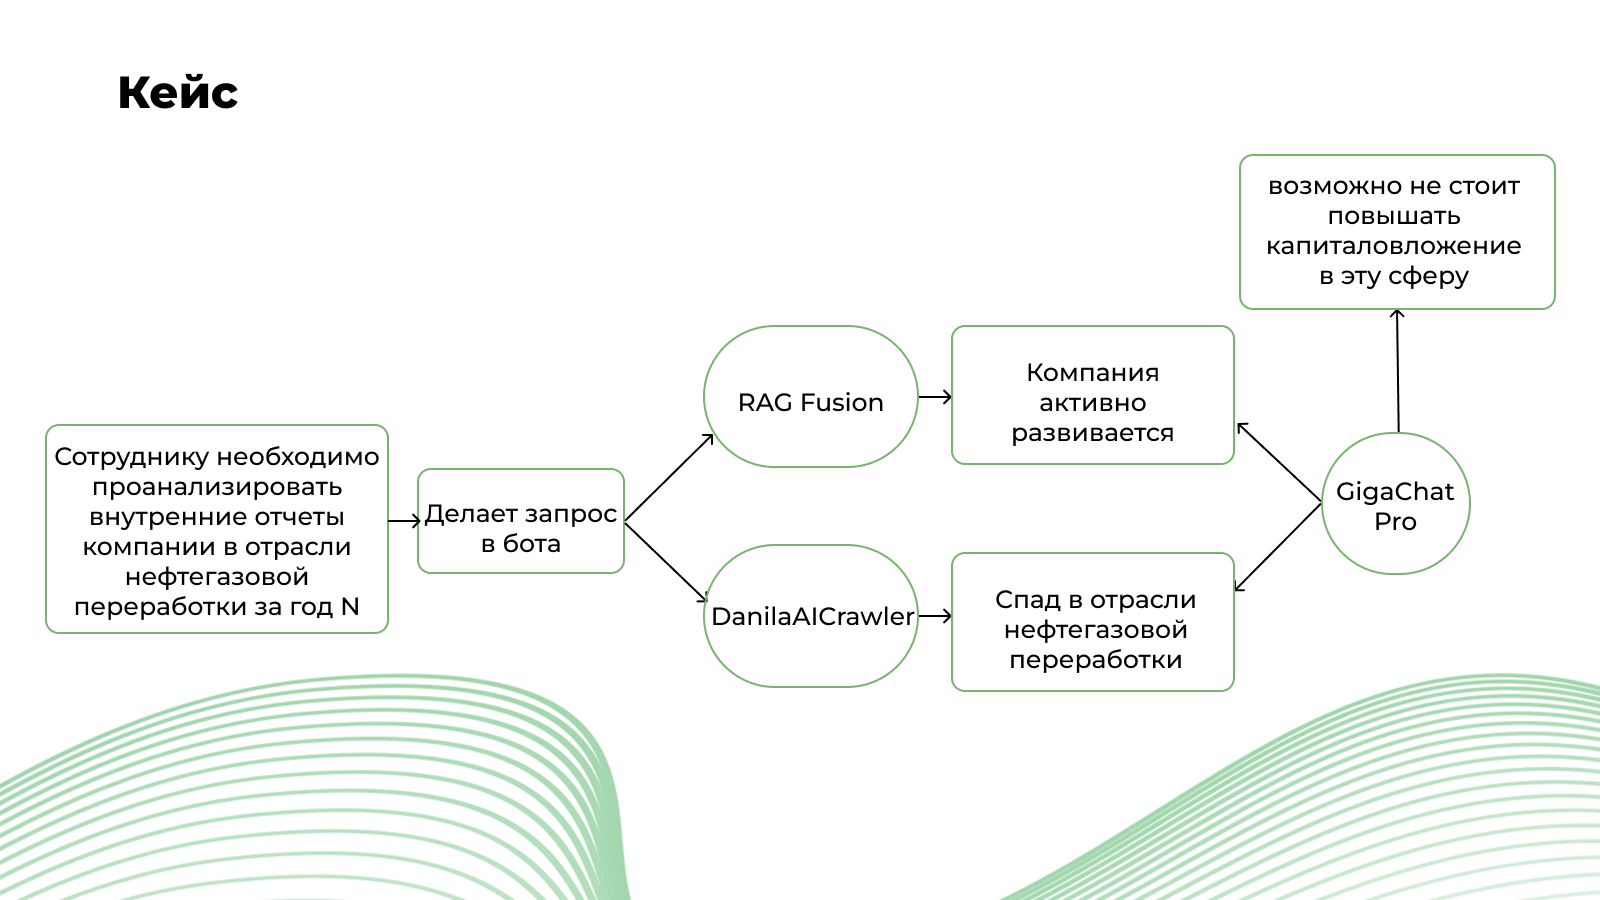 Кейс
Сотруднику необходимо
проанализировать
внутренние отчеты
компании в отрасли
нефтегазовой
переработки за год N
Делает запрос
в бота
RAG Fusion
DanilaAICrawler
Компания
активно
развивается
Спад в отрасли
нефтегазовой
переработки
GigaChat
Pro
возможно не стоит
повышать
капиталовложение
в эту сферу